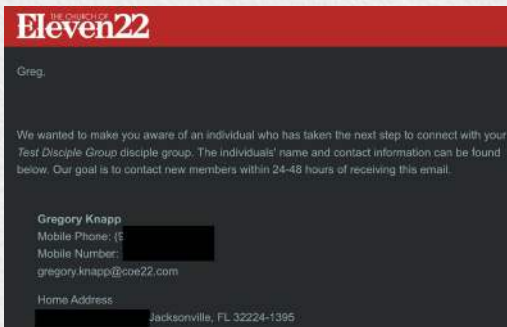 THE CHURCH OF
Eleven22
Greg,
We wanted to make you aware of an individual who has taken the next step to connect with your
Test Disciple Group disciple group. The individuals' name and contact information can be found
below. Our goal is to contact new members within 24-48 hours of receiving this email.
Gregory Knapp
Mobile Phone: (9
Mobile Number:
gregory.knapp@coe22.com
Home Address
Jacksonville, FL 32224-1395